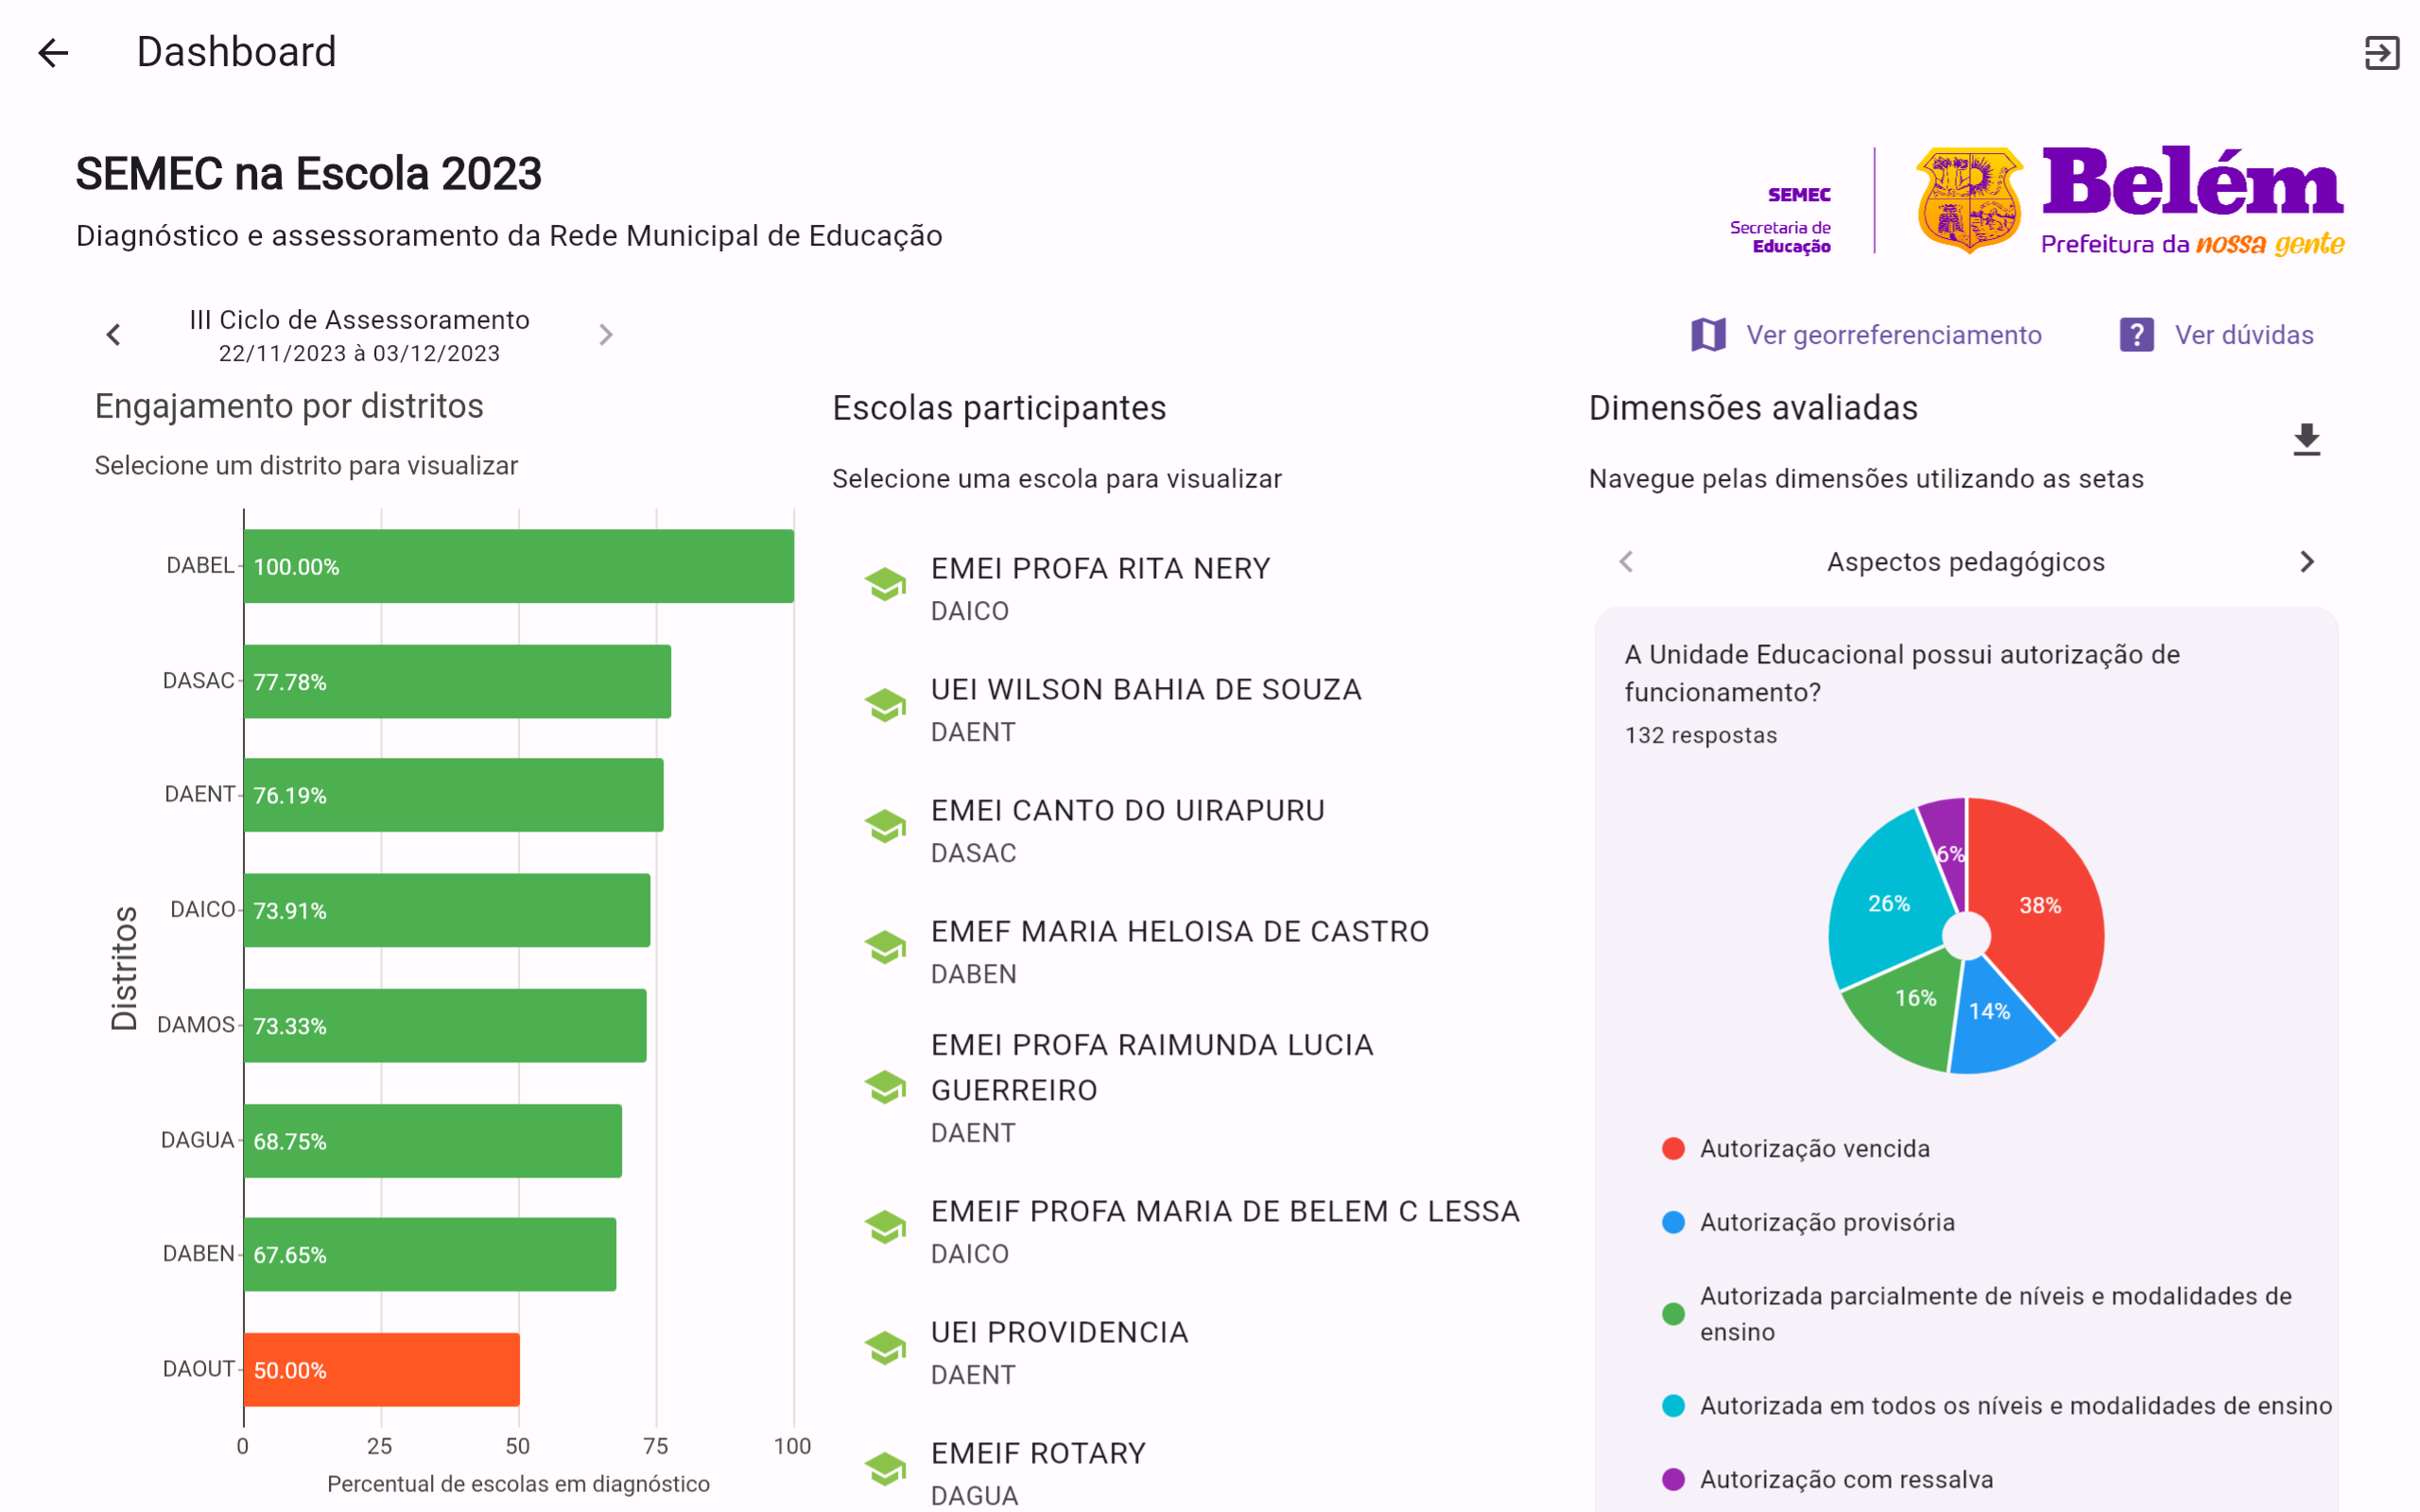 Dashboard
SEMEC na Escola 2023
Diagnóstico e assessoramento da Rede Municipal de Educação
SEMEC
Secretaria de
Educação
Belém
Prefeitura da nossa gente
III Ciclo de Assessoramento
22/11/2023 à 03/12/2023
Ver georreferenciamento
Ver dúvidas
Engajamento por distritos
Selecione um distrito para visualizar
Distritos
DABEL
100.00%
DASAC
77.78%
DAENT
76.19%
DAICO
73.91%
DAMOS
73.33%
DAGUA
68.75%
DABEN
67.65%
DAOUT
50.00%
0 25 50 75 100
Percentual de escolas em diagnóstico
Escolas participantes
Selecione uma escola para visualizar
EMEI PROFA RITA NERY
DAICO
UEI WILSON BAHIA DE SOUZA
DAENT
EMEI CANTO DO UIRAPURU
DASAC
EMEF MARIA HELOISA DE CASTRO
DABEN
EMEI PROFA RAIMUNDA LUCIA
GUERREIRO
DAENT
EMEIF PROFA MARIA DE BELEM C LESSA
DAICO
UEI PROVIDENCIA
DAENT
EMEIF ROTARY
DAGUA
Dimensões avaliadas
Navegue pelas dimensões utilizando as setas
Aspectos pedagógicos
A Unidade Educacional possui autorização de
funcionamento?
132 respostas
6%
38%
26%
16%
14%
Autorização vencida
Autorização provisória
Autorizada parcialmente de níveis e modalidades de
ensino
Autorizada em todos os níveis e modalidades de ensino
Autorização com ressalva